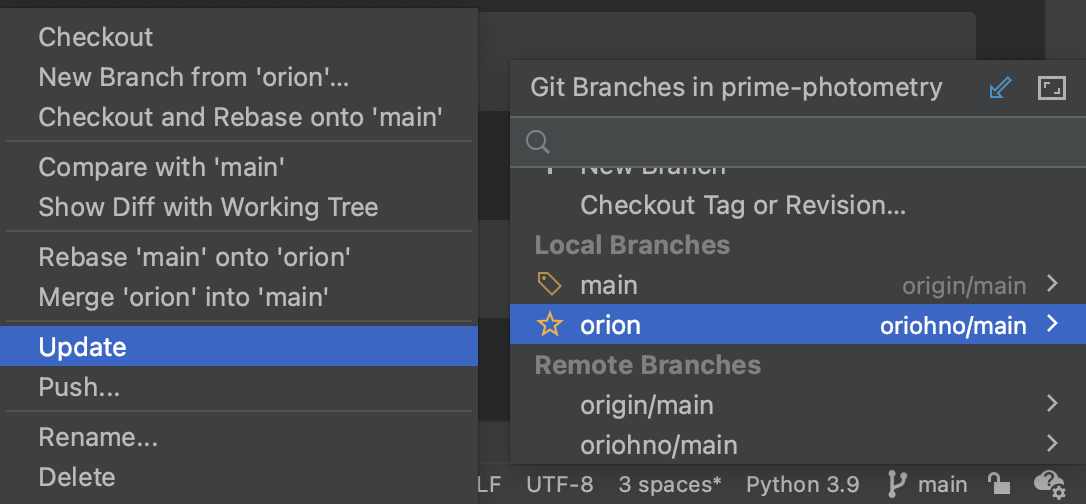 Checkout
New Branch from 'orion'...
Checkout and Rebase onto 'main'
Compare with 'main'
Show Diff with Working Tree
Rebase 'main' onto 'orion'
Merge 'orion' into 'main'
Update
Push...
Rename...
Delete
Git Branches in prime-photometry
New Branch
Checkout Tag or Revision...
Local Branches
main origin/main
orion oriohno/main
Remote Branches
origin/main
oriohno/main
LF UTF-8 3 spaces* Python 3.9 main